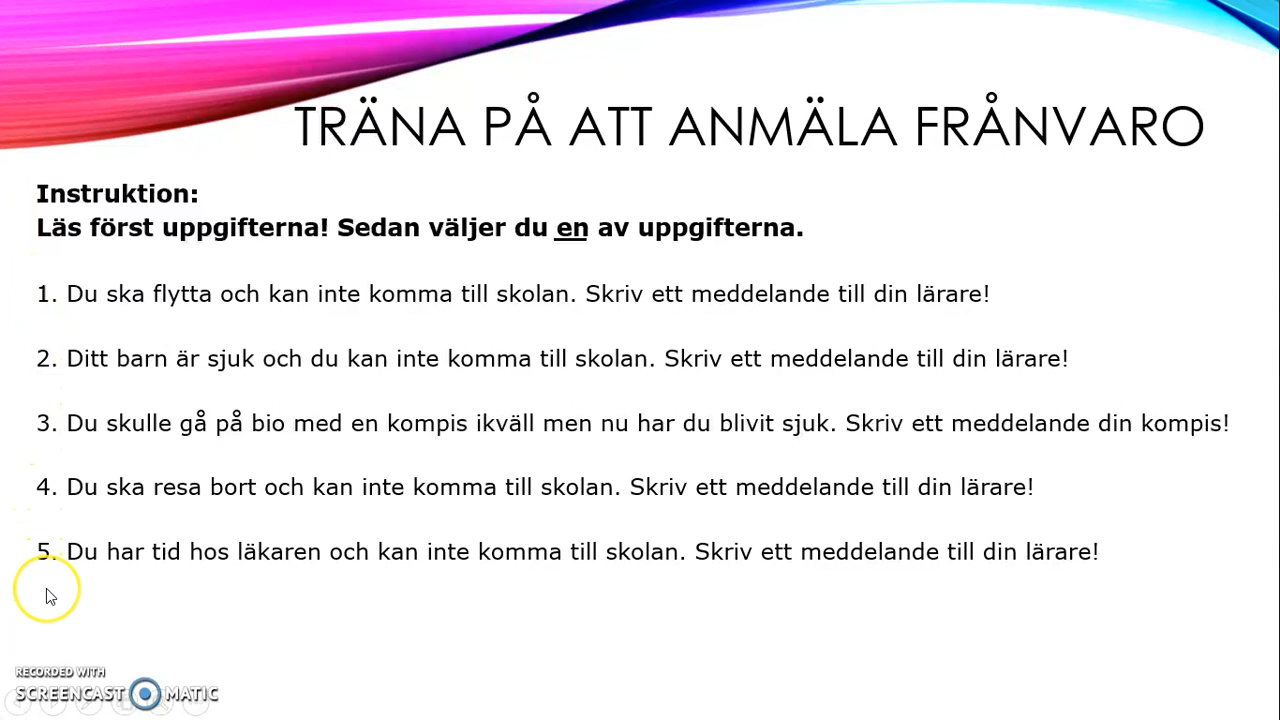 TRÄNA PÅ ATT ANMÄLA FRÅNVARO
Instruktion:
Läs först uppgifterna! Sedan väljer du en av uppgifterna.
1. Du ska flytta och kan inte komma till skolan. Skriv ett meddelande till din lärare!
2. Ditt barn är sjuk och du kan inte komma till skolan. Skriv ett meddelande till din lärare!
3. Du skulle gå på bio med en kompis ikväll men nu har du blivit sjuk. Skriv ett meddelande din kompis!
4. Du ska resa bort och kan inte komma till skolan. Skriv ett meddelande till din lärare!
5. Du har tid hos läkaren och kan inte komma till skolan. Skriv ett meddelande till din lärare!
RECORDED WITH
SCREENCAST MATIC